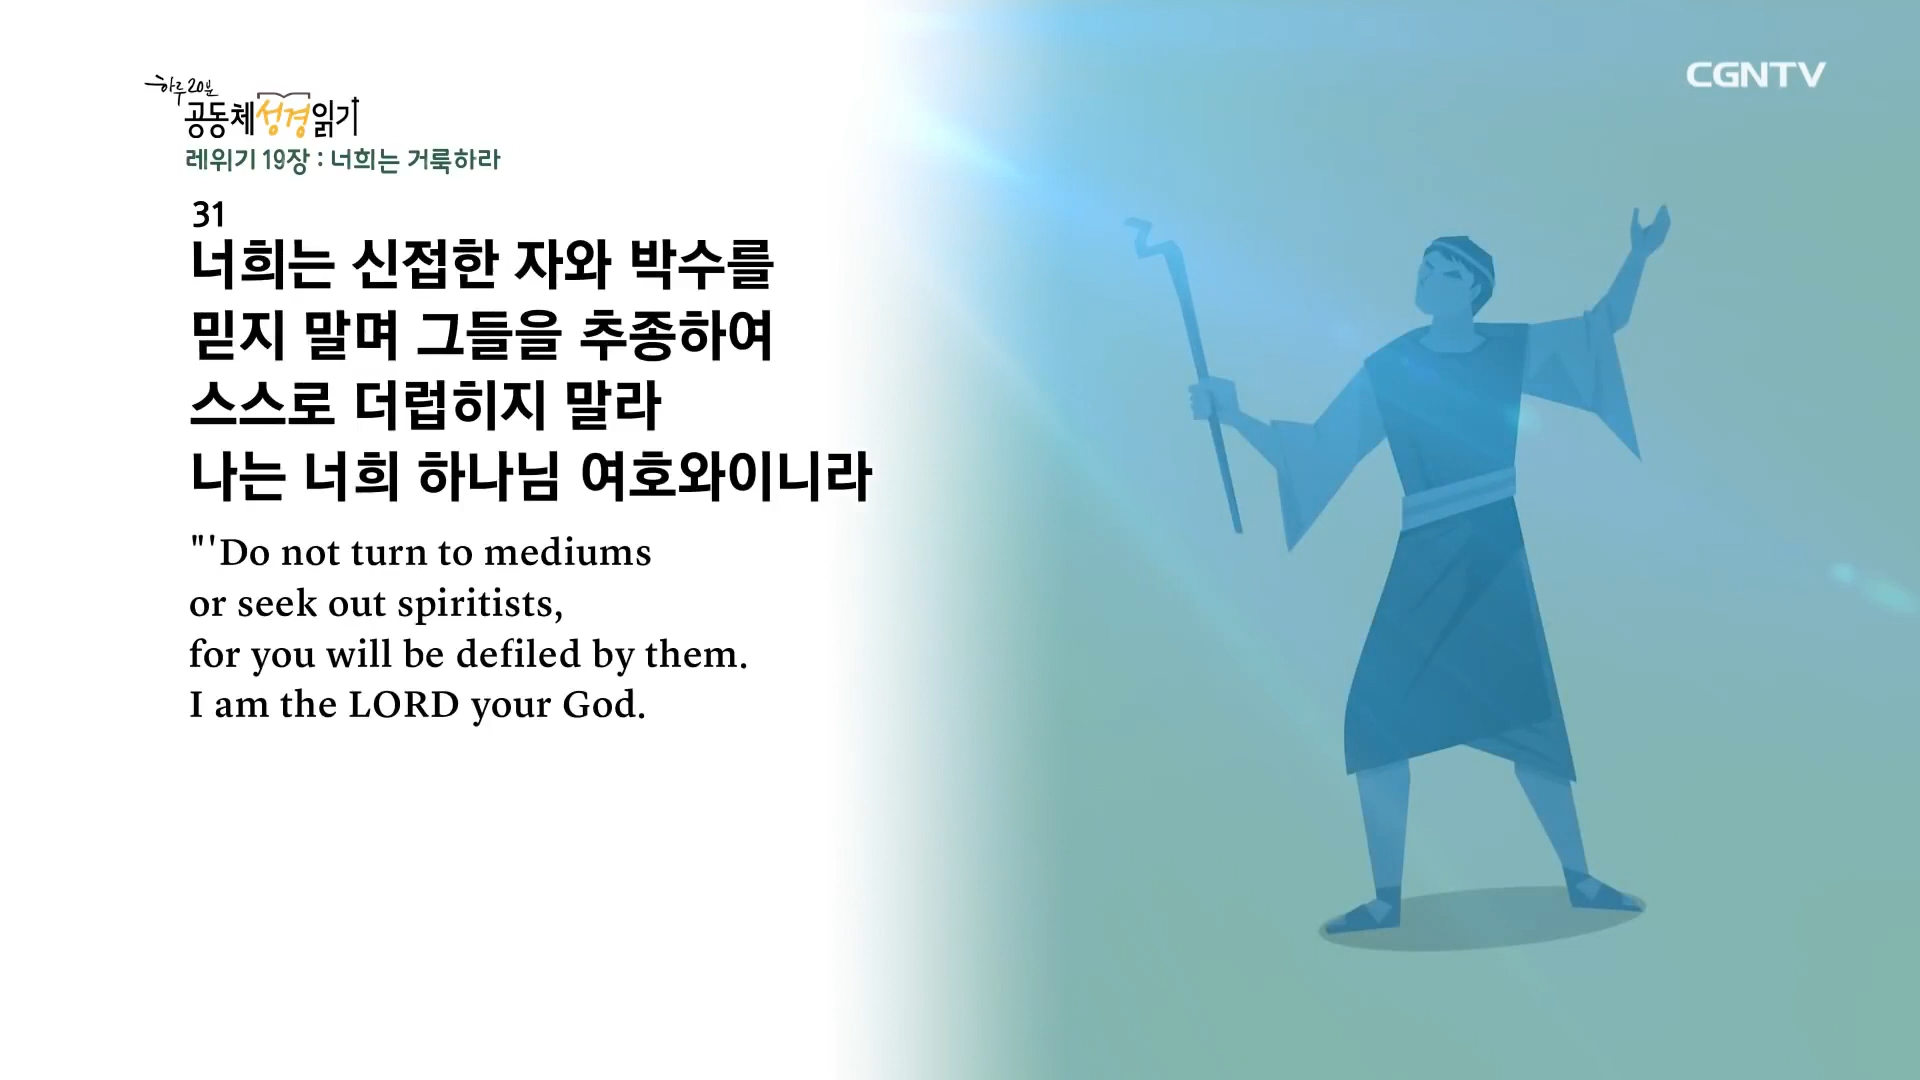 하루 20분
공동체성경읽기
CGNTV
레위기 19장 : 너희는 거룩하라
31
너희는 신접한 자와 박수를
믿지 말며 그들을 추종하여
스스로 더럽히지 말라
나는 너희 하나님 여호와이니라
"'Do not turn to mediums
or seek out spiritists,
for you will be defiled by them.
I am the LORD your God.